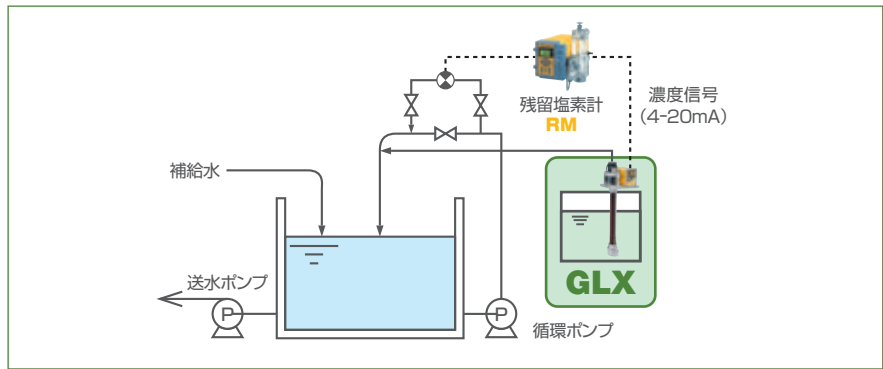 残留塩素計
RM
濃度信号
（4-20mA）
補給水
GLX
送水ポンプ
P
P
循環ポンプ